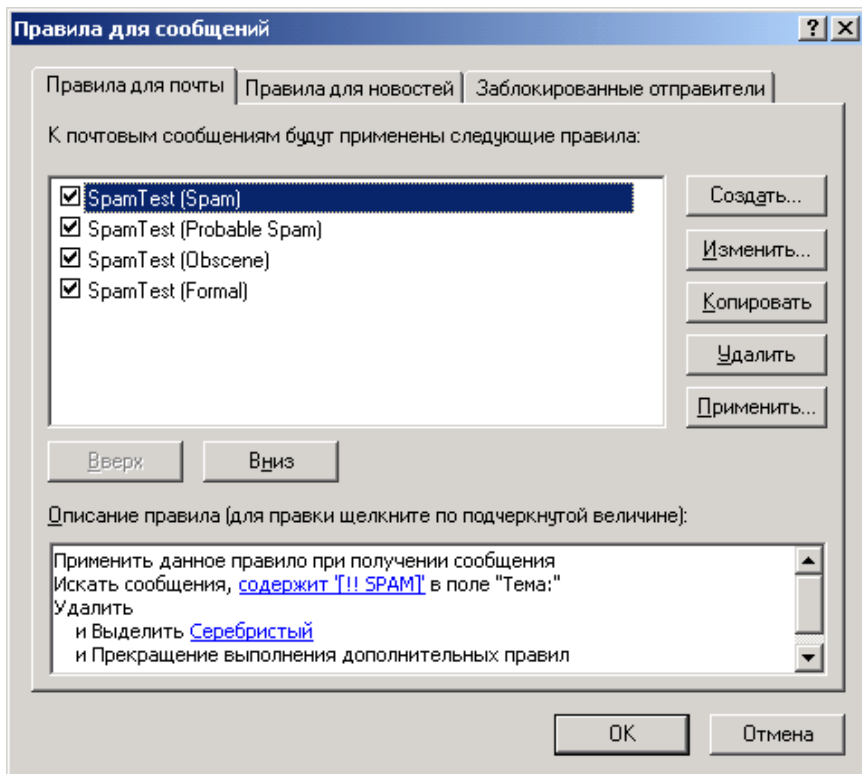 Правила для сообщений
Правила для почты Правила для новостей Заблокированные отправители
К почтовым сообщениям будут применены следующие правила:
SpamTest (Spam)
SpamTest (Probable Spam)
SpamTest (Obscene)
SpamTest (Formal)
Создать...
Изменить...
Копировать
Удалить
Применить...
Вверх Вниз
Описание правила (для правки щелкните по подчеркнутой величине):
Применить данное правило при получении сообщения
Искать сообщения, содержит '[!! SPAM]' в поле "Тема:"
Удалить
и Выделить Серебристый
и Прекращение выполнения дополнительных правил
OK Отмена